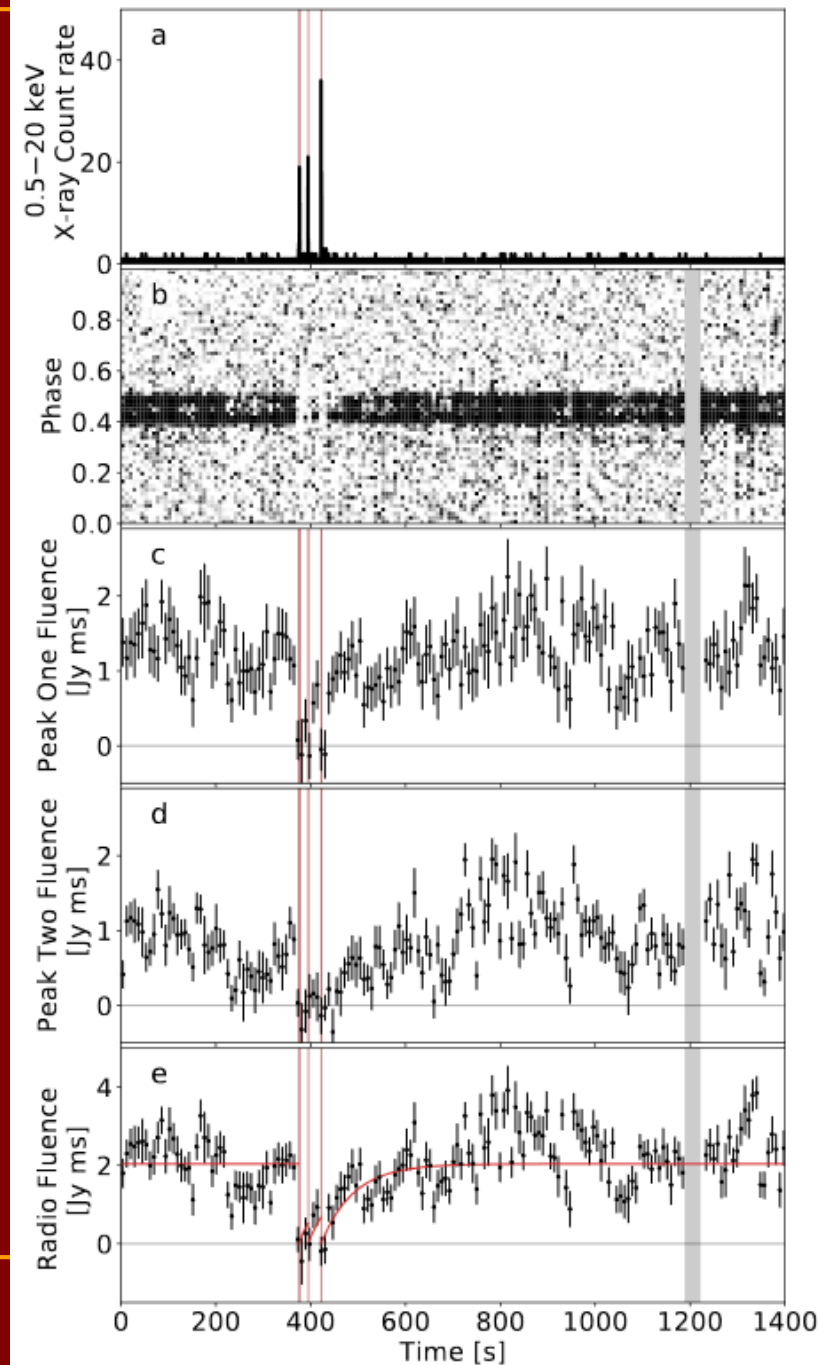 a
0.5−20 keV
X-ray Count rate
40
20
0
b
Phase
0.8
0.6
0.4
0.2
0.0
c
Peak One Fluence
[Jy ms]
2
1
0
d
Peak Two Fluence
[Jy ms]
2
1
0
e
Radio Fluence
[Jy ms]
4
2
0
0 200 400 600 800 1000 1200 1400
Time [s]